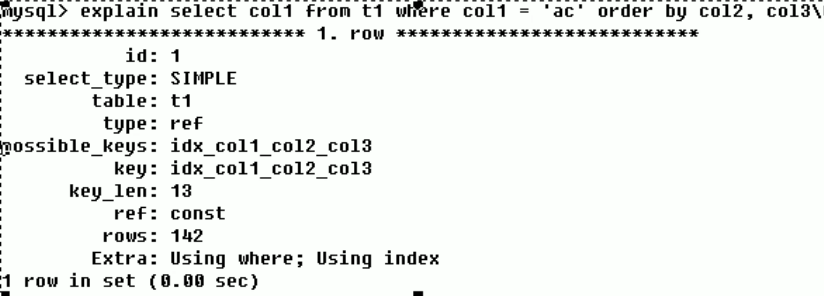 mysql> explain select col1 from t1 where col1 = 'ac' order by col2, col3\
*************************** 1. row ***************************
id: 1
select_type: SIMPLE
table: t1
type: ref
possible_keys: idx_col1_col2_col3
key: idx_col1_col2_col3
key_len: 13
ref: const
rows: 142
Extra: Using where; Using index
1 row in set (0.00 sec)